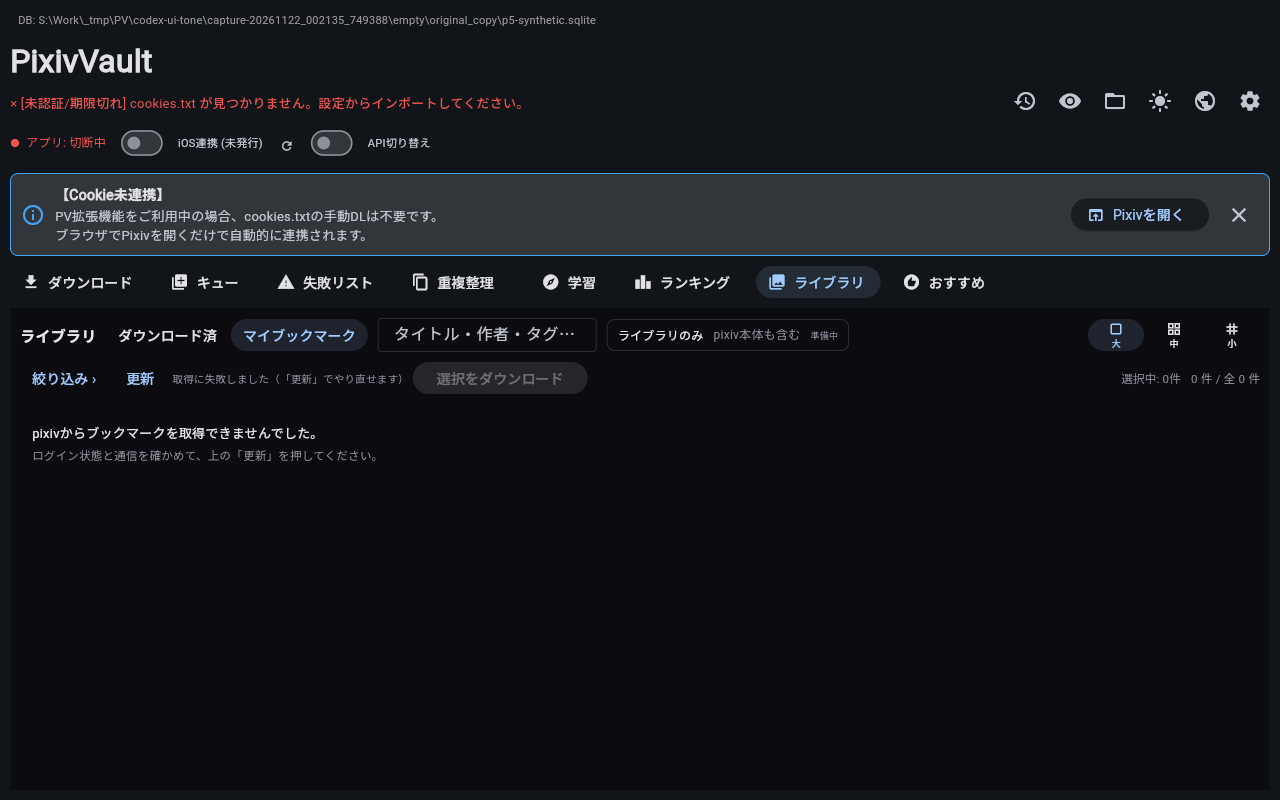 DB: S:\Work\_tmp\PV\codex-ui-tone\capture-20261122_002135_749388\empty\original_copy\p5-synthetic.sqlite
PixivVault
× [未認証/期限切れ] cookies.txt が見つかりません。設定からインポートしてください。
アプリ: 切断中 iOS連携 (未発行) API切り替え
【Cookie未連携】
PV拡張機能をご利用中の場合、cookies.txtの手動DLは不要です。
ブラウザでPixivを開くだけで自動的に連携されます。
Pixivを開く
ダウンロード キュー 失敗リスト 重複整理 学習 ランキング ライブラリ おすすめ
ライブラリ ダウンロード済 マイブックマーク タイトル・作者・タグ… ライブラリのみ pixiv本体も含む 準備中 大 中 小
絞り込み › 更新 取得に失敗しました（「更新」でやり直せます） 選択をダウンロード 選択中: 0件 0 件 / 全 0 件
pixivからブックマークを取得できませんでした。
ログイン状態と通信を確かめて、上の「更新」を押してください。